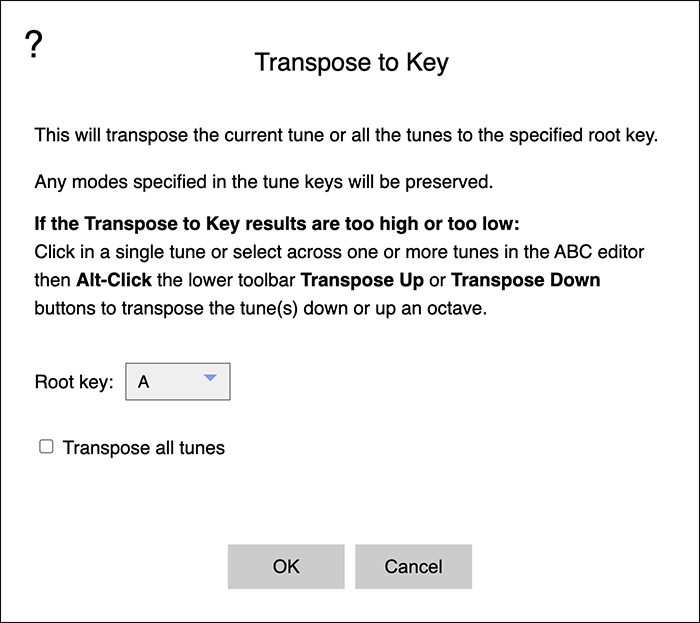 ?
Transpose to Key
This will transpose the current tune or all the tunes to the specified root key.
Any modes specified in the tune keys will be preserved.
If the Transpose to Key results are too high or too low:
Click in a single tune or select across one or more tunes in the ABC editor
then Alt-Click the lower toolbar Transpose Up or Transpose Down
buttons to transpose the tune(s) down or up an octave.
Root key: A
Transpose all tunes
OK Cancel